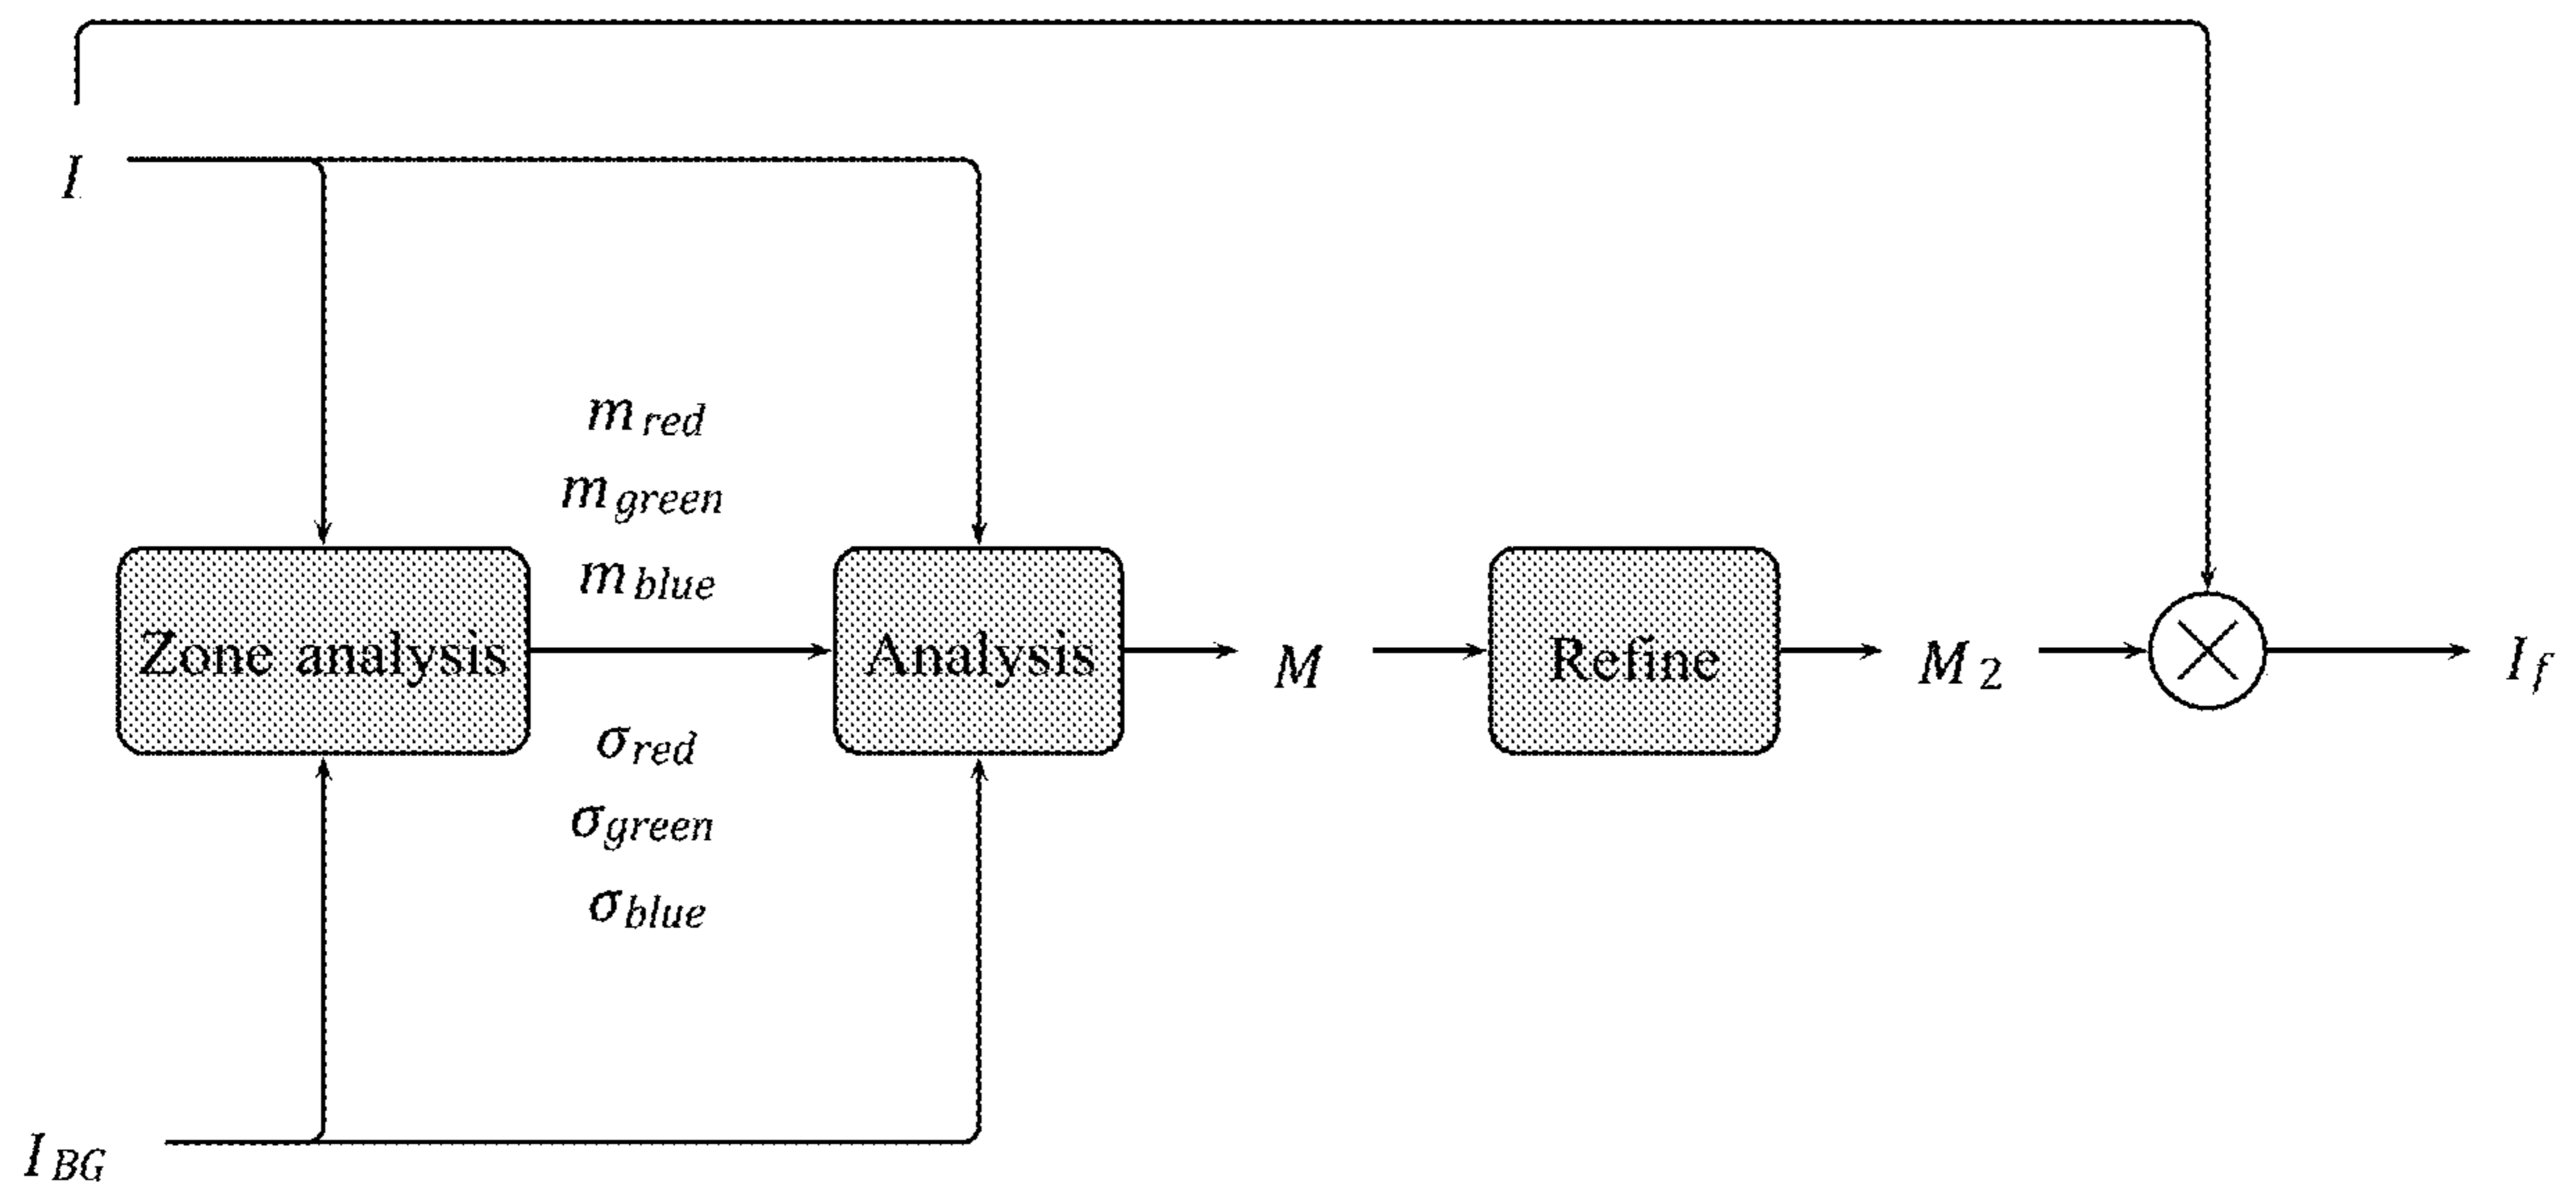 I
m red
m green
m blue
Zone analysis
Analysis
M
Refine
M 2
I f
σ red
σ green
σ blue
I BG